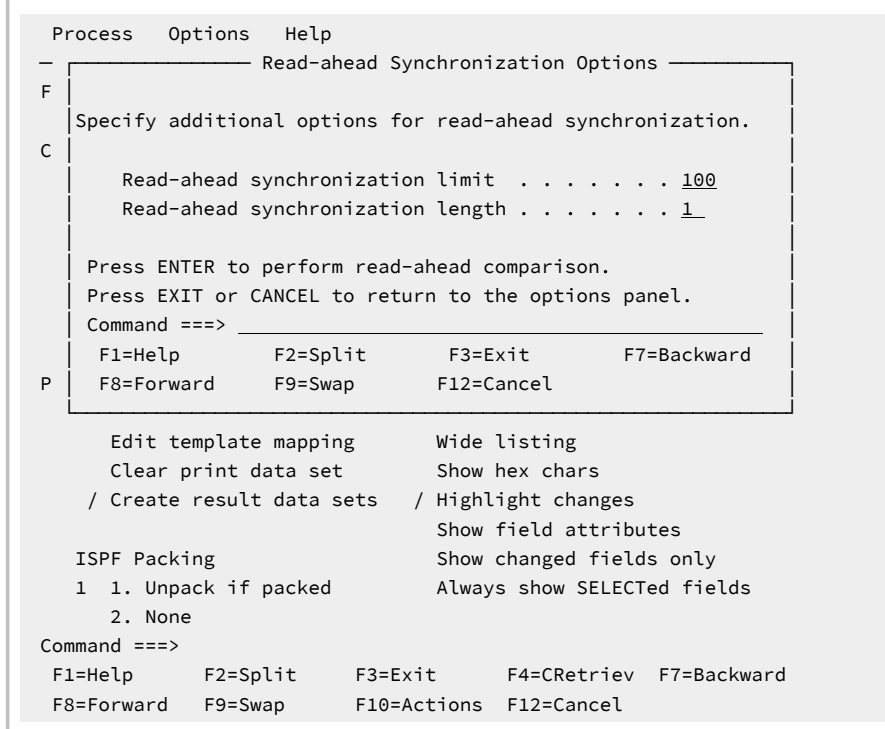 Process   Options   Help
Read-ahead Synchronization Options
F
Specify additional options for read-ahead synchronization.
C
Read-ahead synchronization limit . . . . . . . 100
Read-ahead synchronization length . . . . . . . 1
Press ENTER to perform read-ahead comparison.
Press EXIT or CANCEL to return to the options panel.
Command ===>
F1=Help   F2=Split   F3=Exit   F7=Backward
P   F8=Forward   F9=Swap   F12=Cancel
Edit template mapping   Wide listing
Clear print data set   Show hex chars
/ Create result data sets   / Highlight changes
Show field attributes
ISPF Packing   Show changed fields only
1   1. Unpack if packed   Always show SELECTed fields
2. None
Command ===>
F1=Help   F2=Split   F3=Exit   F4=CRetriev   F7=Backward
F8=Forward   F9=Swap   F10=Actions   F12=Cancel